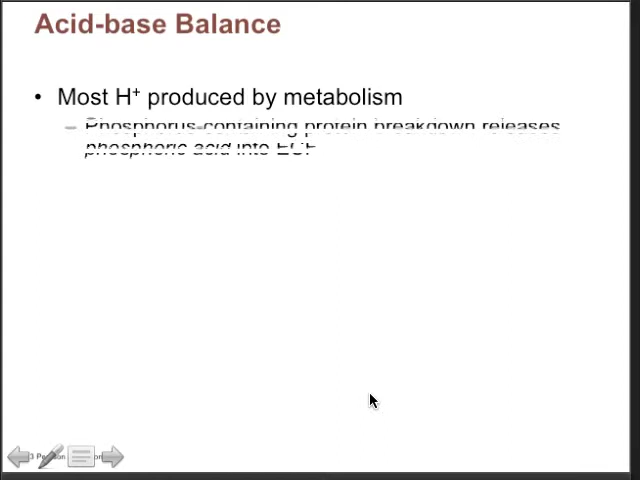 Acid-base Balance
• Most H⁺ produced by metabolism
– Phosphorus-containing protein breakdown releases
phosphoric acid into ECF